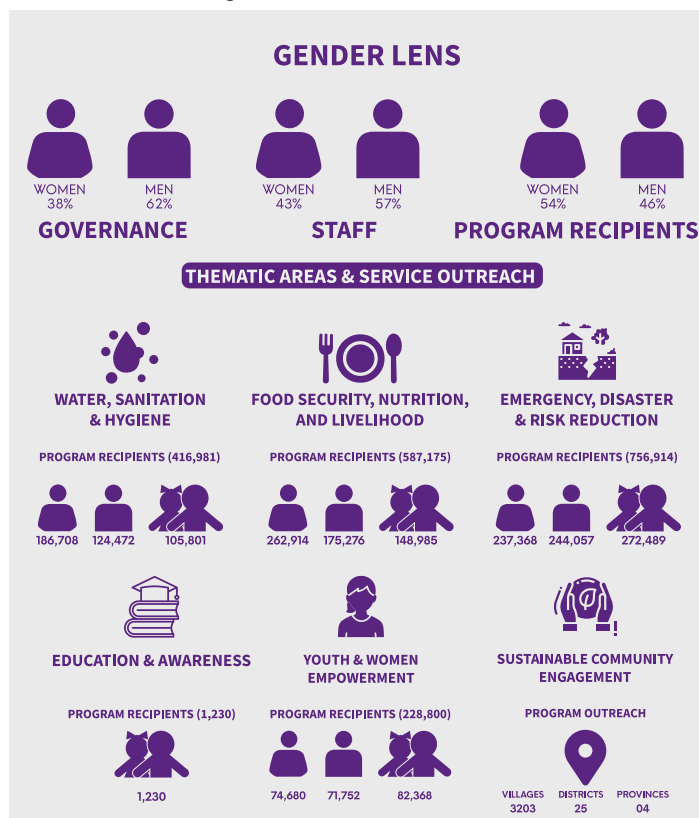 GENDER LENS
WOMEN
38%
MEN
62%
WOMEN
43%
MEN
57%
WOMEN
54%
MEN
46%
GOVERNANCE
STAFF
PROGRAM RECIPIENTS
THEMATIC AREAS & SERVICE OUTREACH
WATER, SANITATION
& HYGIENE
PROGRAM RECIPIENTS (416,981)
186,708
124,472
105,801
FOOD SECURITY, NUTRITION,
AND LIVELIHOOD
PROGRAM RECIPIENTS (587,175)
262,914
175,276
148,985
EMERGENCY, DISASTER
& RISK REDUCTION
PROGRAM RECIPIENTS (756,914)
237,368
244,057
272,489
EDUCATION & AWARENESS
PROGRAM RECIPIENTS (1,230)
1,230
YOUTH & WOMEN
EMPOWERMENT
PROGRAM RECIPIENTS (228,800)
74,680
71,752
82,368
SUSTAINABLE COMMUNITY
ENGAGEMENT
PROGRAM OUTREACH
VILLAGES
3203
DISTRICTS
25
PROVINCES
04